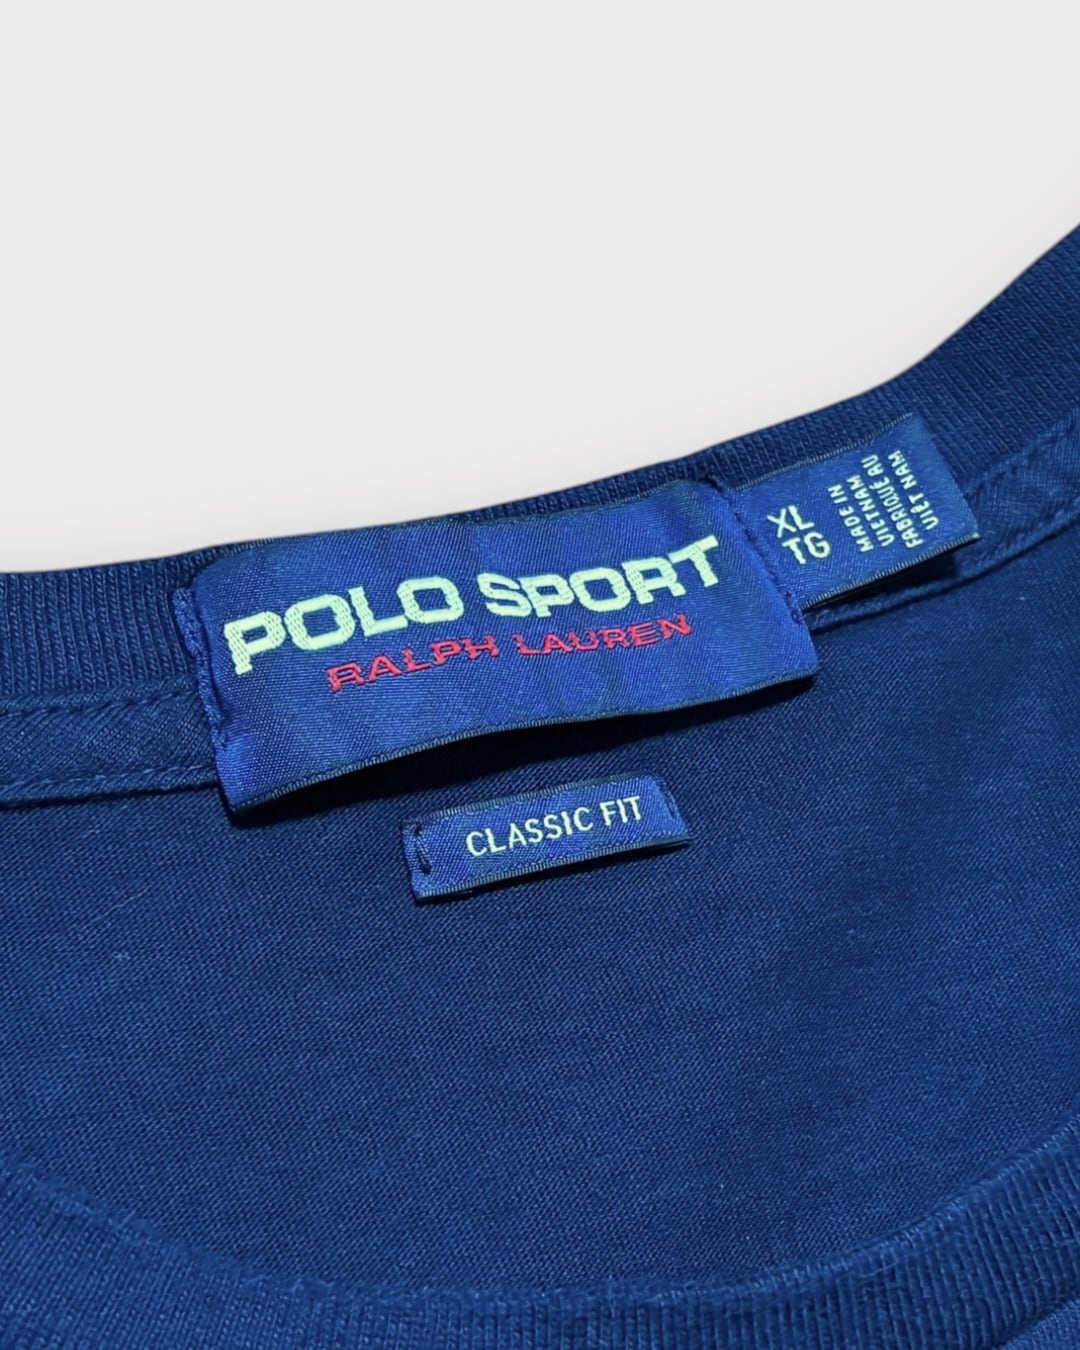 POLO SPORT
RALPH LAUREN
XL
TG
MADE IN
VIETNAM
FABRIQUÉ AU
VIET NAM
CLASSIC FIT